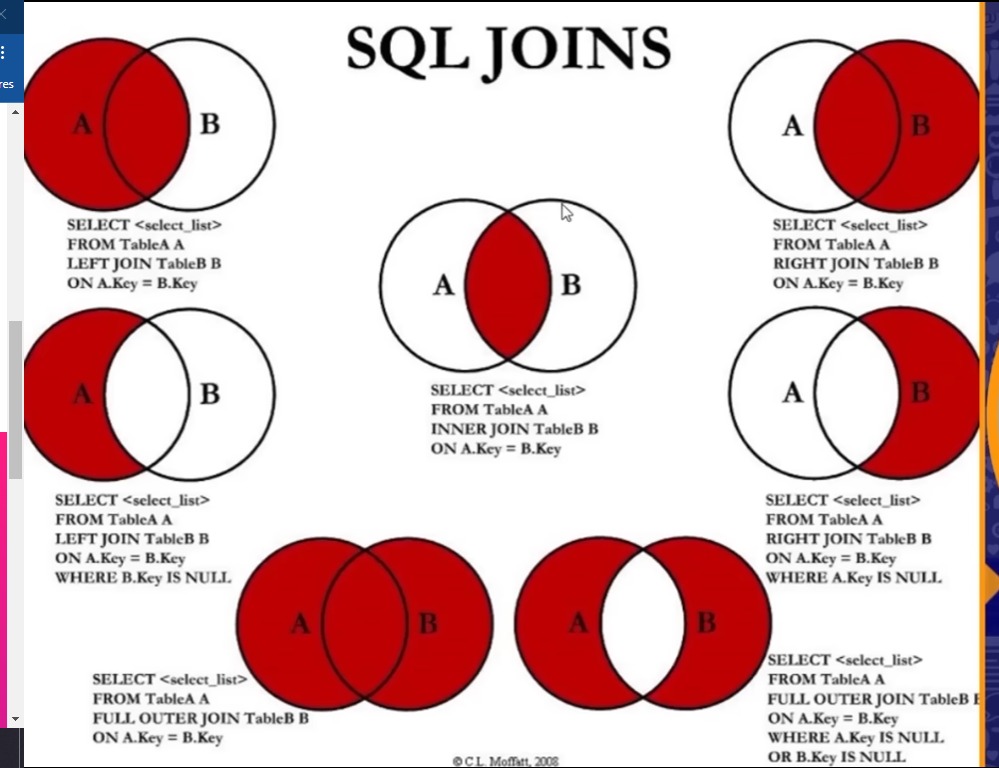 res
SQL JOINS
A B
SELECT <select_list>
FROM TableA A
LEFT JOIN TableB B
ON A.Key = B.Key
A B
SELECT <select_list>
FROM TableA A
RIGHT JOIN TableB B
ON A.Key = B.Key
A B
SELECT <select_list>
FROM TableA A
INNER JOIN TableB B
ON A.Key = B.Key
A B
SELECT <select_list>
FROM TableA A
LEFT JOIN TableB B
ON A.Key = B.Key
WHERE B.Key IS NULL
A B
SELECT <select_list>
FROM TableA A
RIGHT JOIN TableB B
ON A.Key = B.Key
WHERE A.Key IS NULL
A B
SELECT <select_list>
FROM TableA A
FULL OUTER JOIN TableB B
ON A.Key = B.Key
A B
SELECT <select_list>
FROM TableA A
FULL OUTER JOIN TableB
ON A.Key = B.Key
WHERE A.Key IS NULL
OR B.Key IS NULL
© C.L. Moffatt, 2008